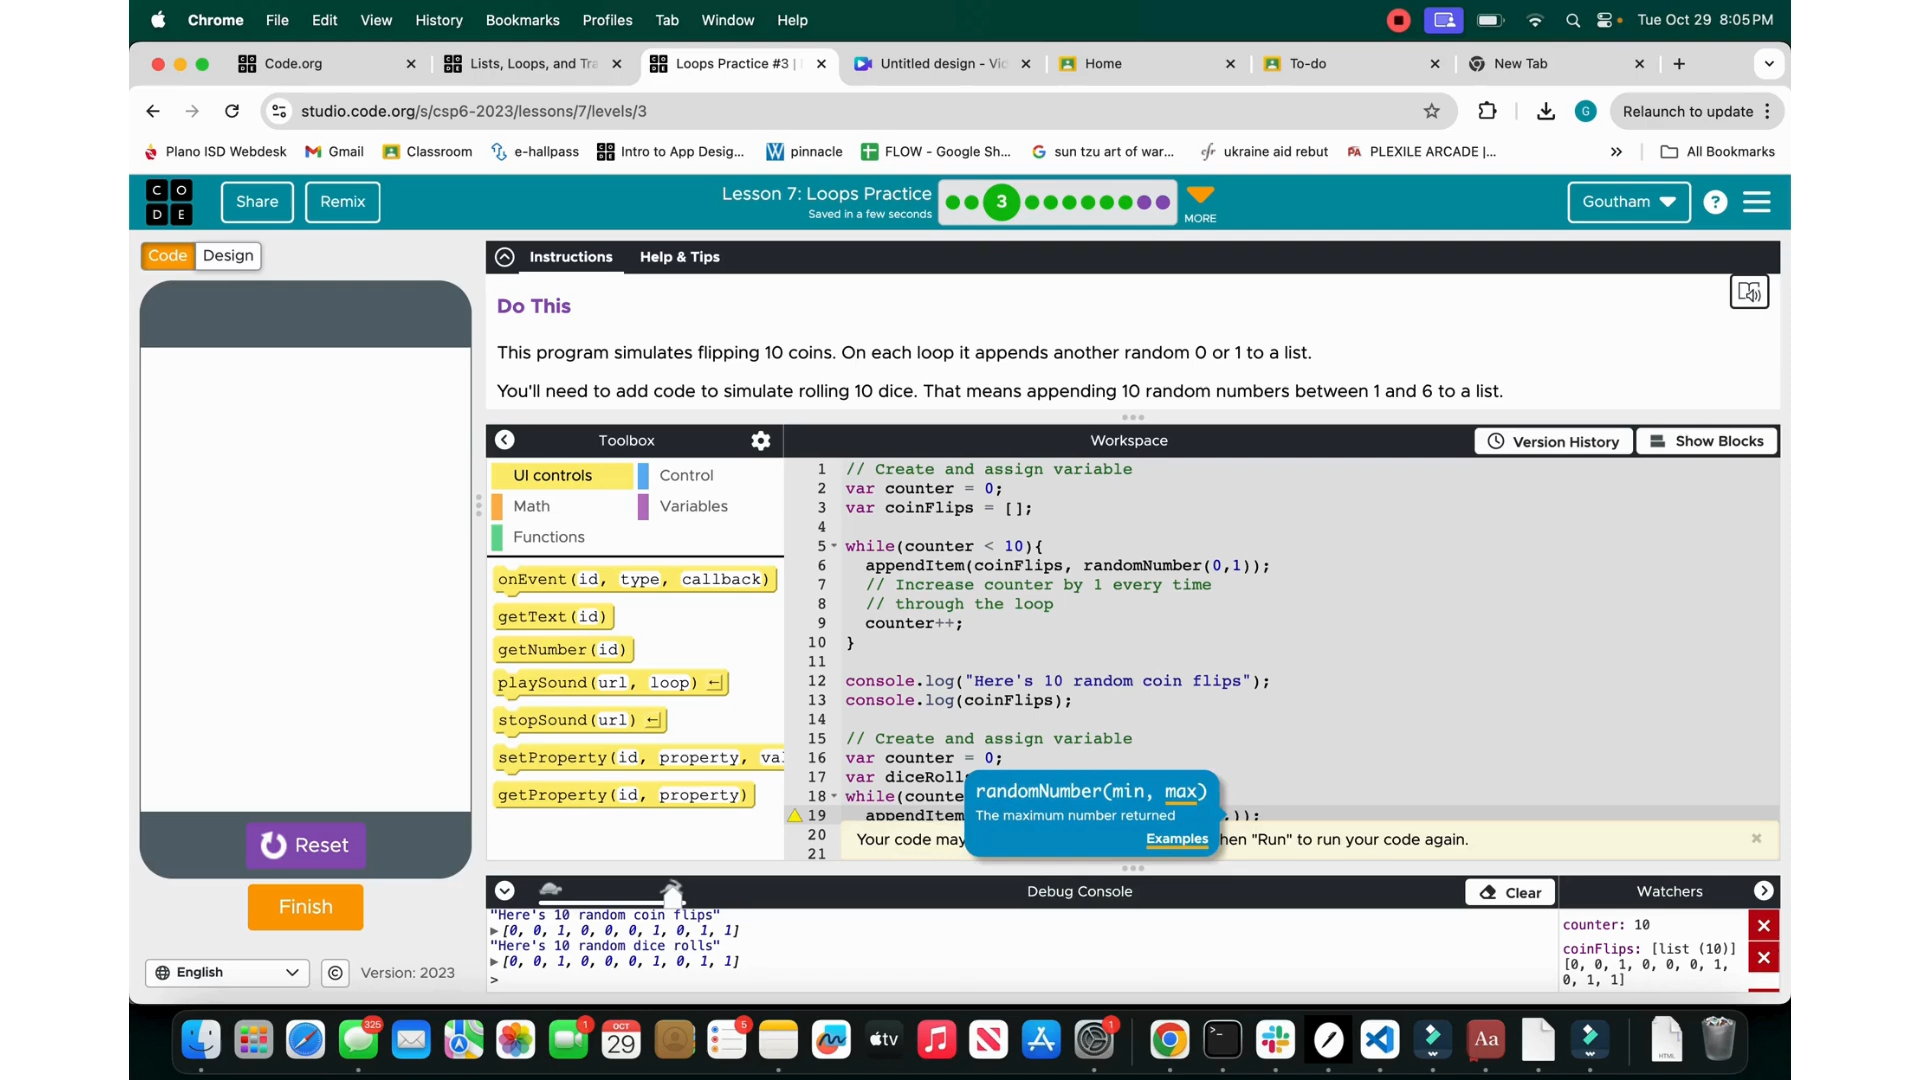 Chrome File Edit View History Bookmarks Profiles Tab Window Help Tue Oct 29 8:05 PM
Code.org Lists, Loops, and Tra Loops Practice #3 | Untitled design - Vid Home To-do New Tab
studio.code.org/s/csp6-2023/lessons/7/levels/3 G Relaunch to update
Plano ISD Webdesk Gmail Classroom e-hallpass Intro to App Desig... pinnacle FLOW - Google Sh... sun tzu art of war... ukraine aid rebut PLEXILE ARCADE |... All Bookmarks
C O D E Share Remix Lesson 7: Loops Practice 3 Goutham ?
Saved in a few seconds MORE
Code Design Instructions Help & Tips
Do This
This program simulates flipping 10 coins. On each loop it appends another random 0 or 1 to a list.
You'll need to add code to simulate rolling 10 dice. That means appending 10 random numbers between 1 and 6 to a list.
Toolbox Workspace Version History Show Blocks
UI controls Control
Math Variables
Functions
onEvent(id, type, callback)
getText(id)
getNumber(id)
playSound(url, loop)
stopSound(url)
setProperty(id, property, val
getProperty(id, property)
1 // Create and assign variable
2 var counter = 0;
3 var coinFlips = [];
4
5 while(counter < 10){
6 appendItem(coinFlips, randomNumber(0,1));
7 // Increase counter by 1 every time
8 // through the loop
9 counter++;
10 }
11
12 console.log("Here's 10 random coin flips");
13 console.log(coinFlips);
14
15 // Create and assign variable
16 var counter = 0;
17 var diceRoll
18 while(counte
19 appendItem ));
20
21
randomNumber(min, max)
The maximum number returned
Examples
Your code may hen "Run" to run your code again.
Reset
Finish
English Version: 2023
Debug Console Clear Watchers
"Here's 10 random coin flips"
[0, 0, 1, 0, 0, 0, 1, 0, 1, 1]
"Here's 10 random dice rolls"
[0, 0, 1, 0, 0, 0, 1, 0, 1, 1]
>
counter: 10
coinFlips: [list (10)]
[0, 0, 1, 0, 0, 0, 1,
0, 1, 1]
325 1 OCT 29 5 tv 1 Aa HTML